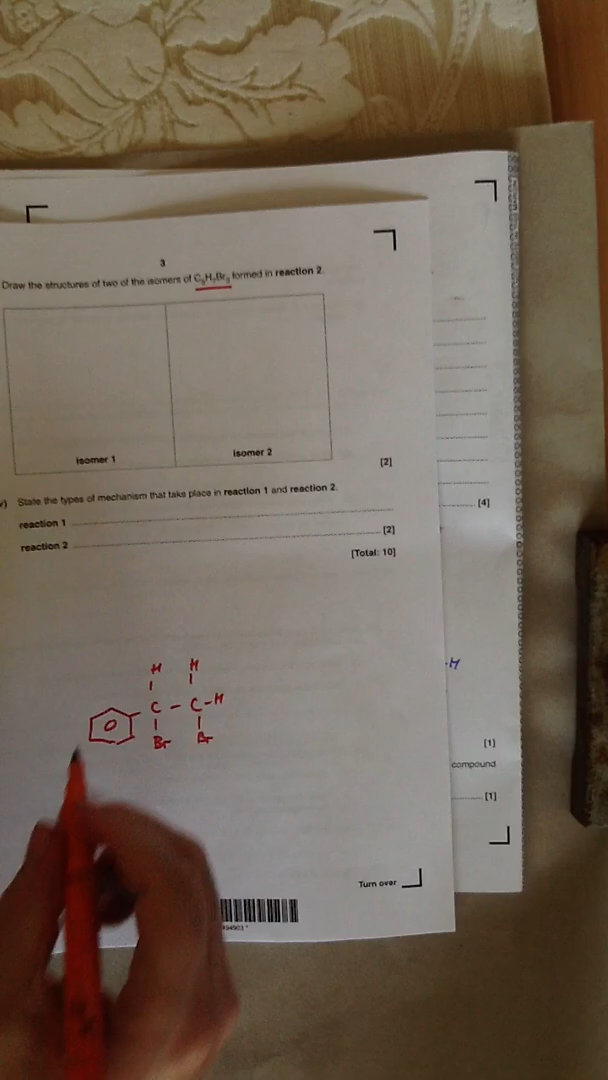 3
Draw the structures of two of the isomers of C₈H₇Br₃ formed in reaction 2.
isomer 1
isomer 2
[2]
State the types of mechanism that take place in reaction 1 and reaction 2.
reaction 1
reaction 2
[2]
[Total: 10]
[4]
H H
C - C - H
Br Br
H
[1]
compound
[1]
Turn over